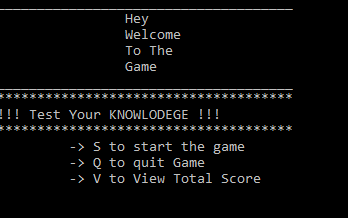 Hey
Welcome
To The
Game
!!! Test Your KNOWLODEGE !!!
-> S to start the game
-> Q to quit Game
-> V to View Total Score